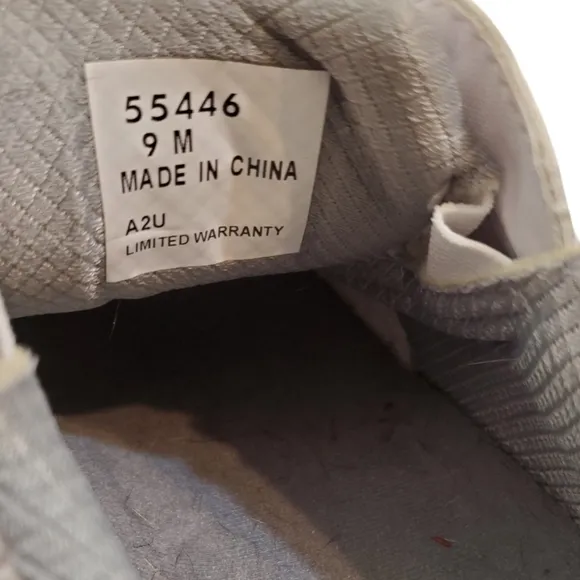 55446
9 M
MADE IN CHINA
A2U
LIMITED WARRANTY